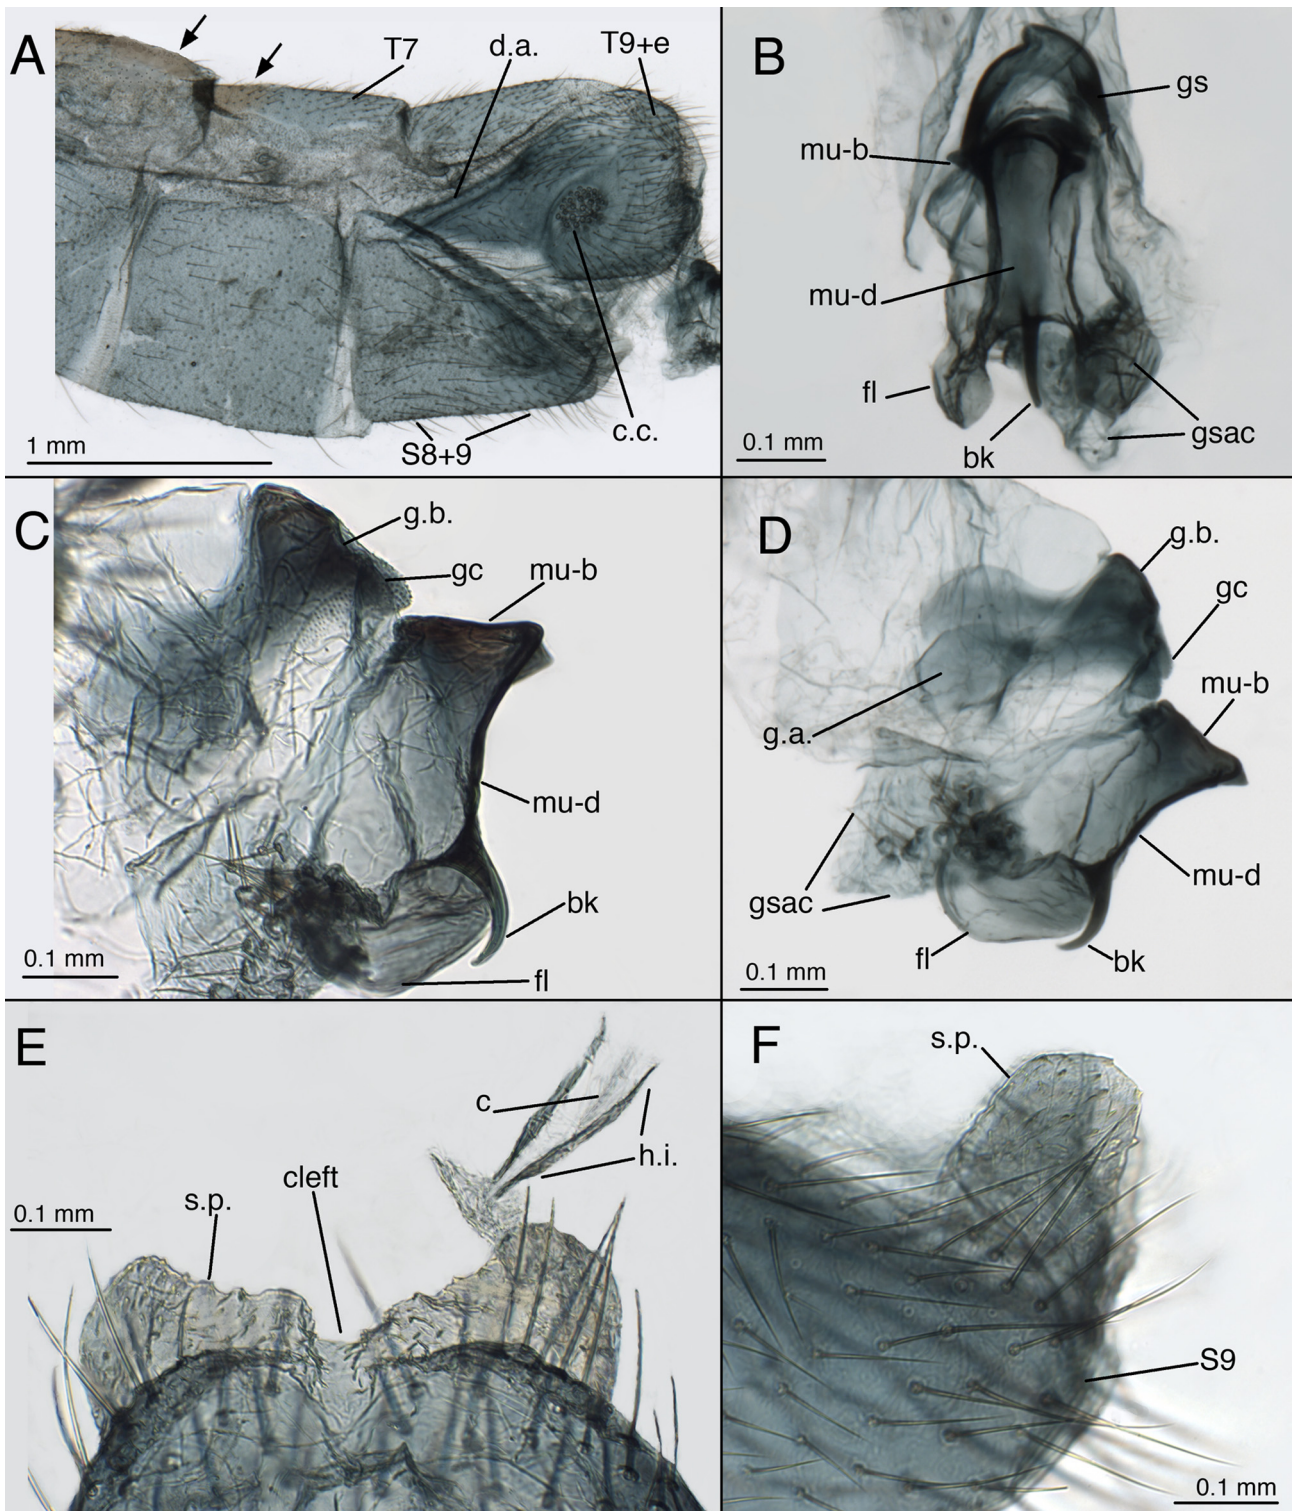 A
T7
d.a.
T9+e
1 mm
S8+9
c.c.
B
gs
mu-b
mu-d
fl
bk
gsac
0.1 mm
C
g.b.
gc
mu-b
mu-d
bk
fl
0.1 mm
D
g.b.
gc
mu-b
g.a.
mu-d
gsac
fl
bk
0.1 mm
E
c
h.i.
cleft
s.p.
0.1 mm
F
s.p.
S9
0.1 mm